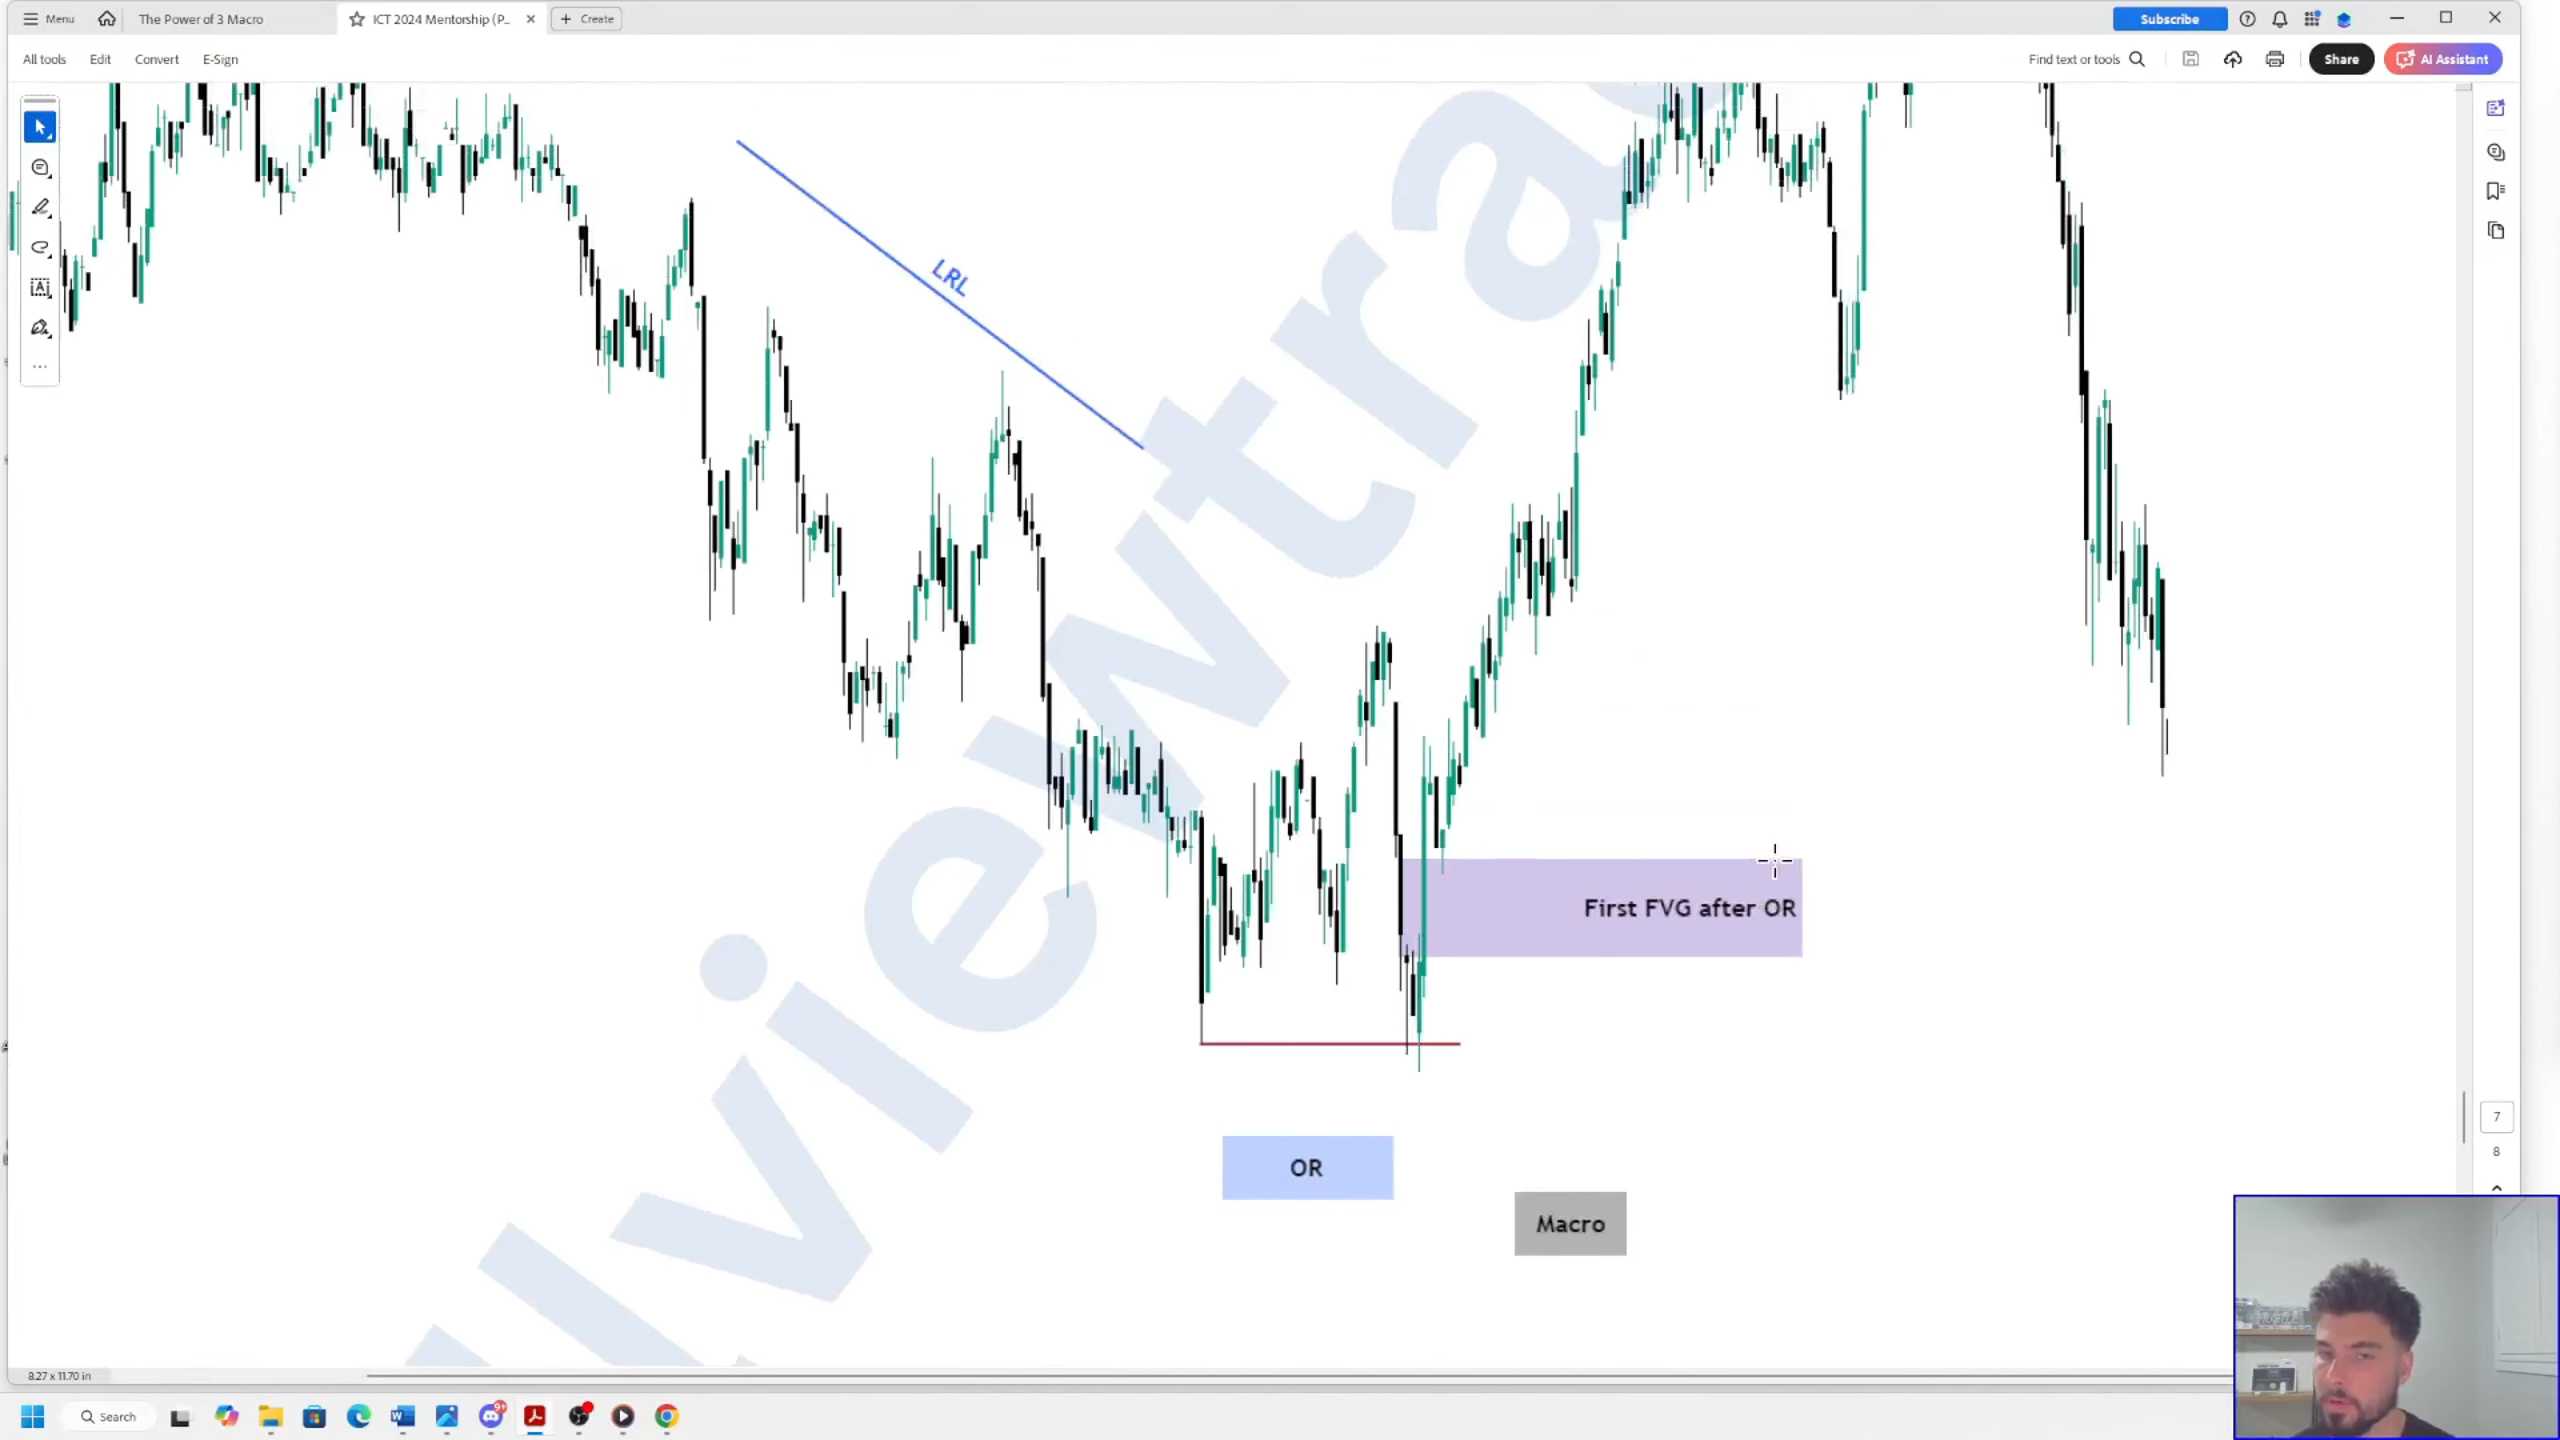 Menu
The Power of 3 Macro
ICT 2024 Mentorship (P...
Create
Subscribe
All tools
Edit
Convert
E-Sign
Find text or tools
Share
AI Assistant
LRL
First FVG after OR
OR
Macro
7
8
8.27 x 11.70 in
Search
9+
ulviewtra